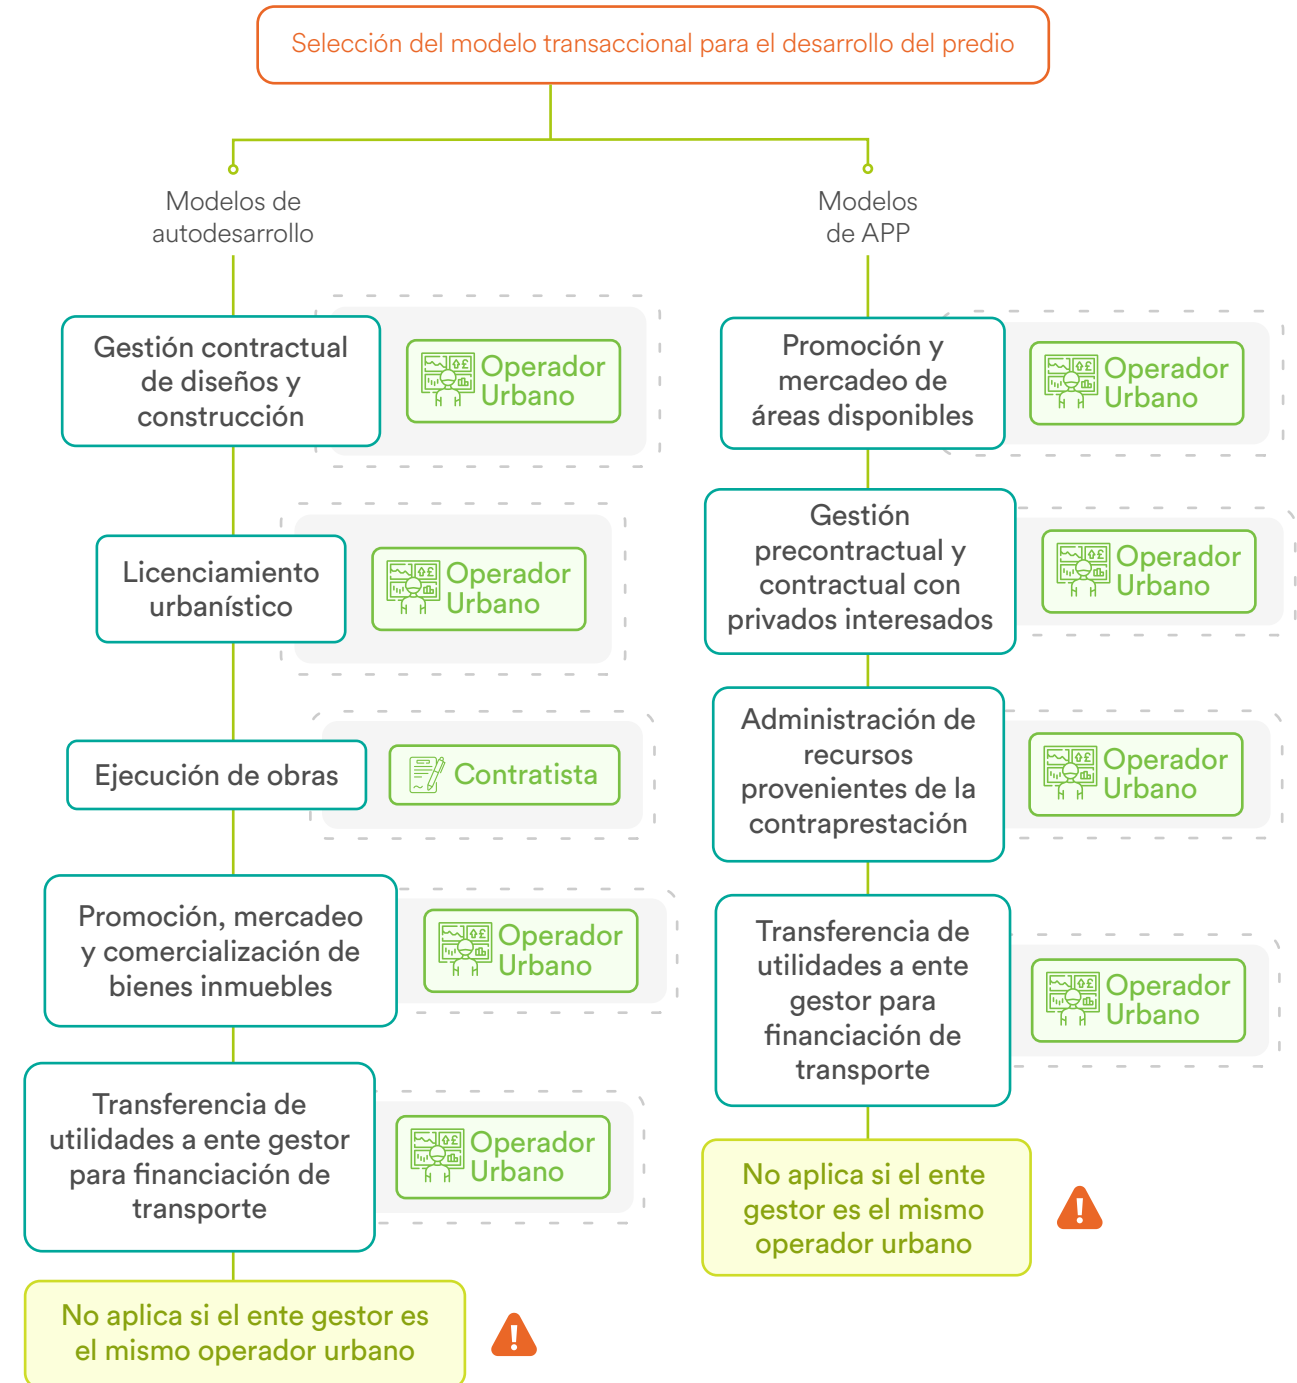 Selección del modelo transaccional para el desarrollo del predio
Modelos de
autodesarrollo
Gestión contractual
de diseños y
construcción
Operador
Urbano
Licenciamiento
urbanístico
Operador
Urbano
Ejecución de obras
Contratista
Promoción, mercadeo
y comercialización de
bienes inmuebles
Operador
Urbano
Transferencia de
utilidades a ente gestor
para financiación de
transporte
Operador
Urbano
No aplica si el ente gestor es
el mismo operador urbano
Modelos
de APP
Promoción y
mercadeo de
áreas disponibles
Operador
Urbano
Gestión
precontractual y
contractual con
privados interesados
Operador
Urbano
Administración de
recursos
provenientes de la
contraprestación
Operador
Urbano
Transferencia de
utilidades a ente
gestor para
financiación de
transporte
Operador
Urbano
No aplica si el ente
gestor es el mismo
operador urbano